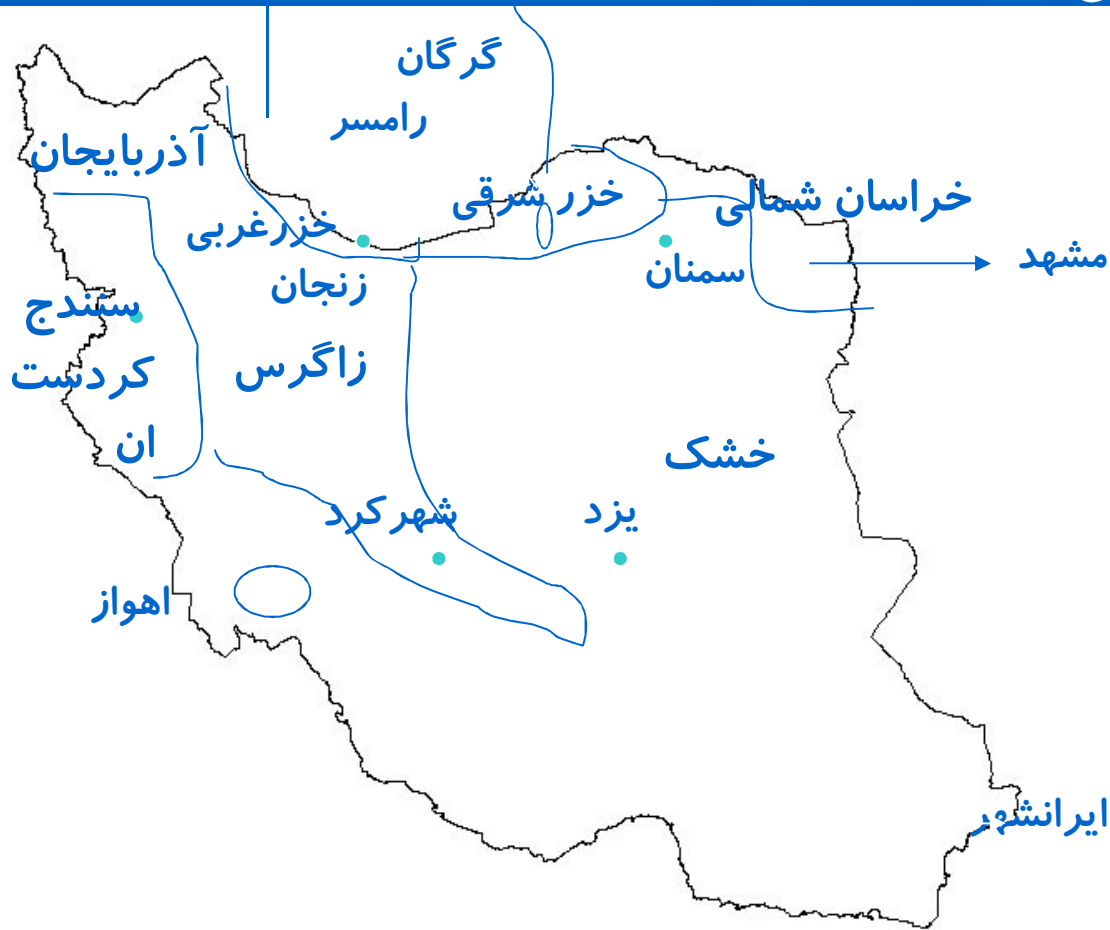 گرگان
رامسر
آذربایجان
خزر شرقی
خراسان شمالی
خزرغربی
مشهد
سمنان
زنجان
سنندج
زاگرس
کردست
ان
خشک
شهرکرد
یزد
اهواز
ایرانشهر